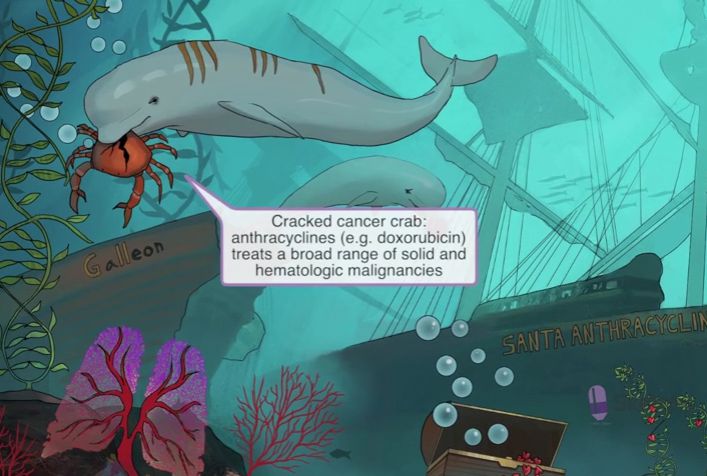 Cracked cancer crab:
anthracyclines (e.g. doxorubicin)
treats a broad range of solid and
hematologic malignancies
Galleon
SANTA ANTHRACYCLIN